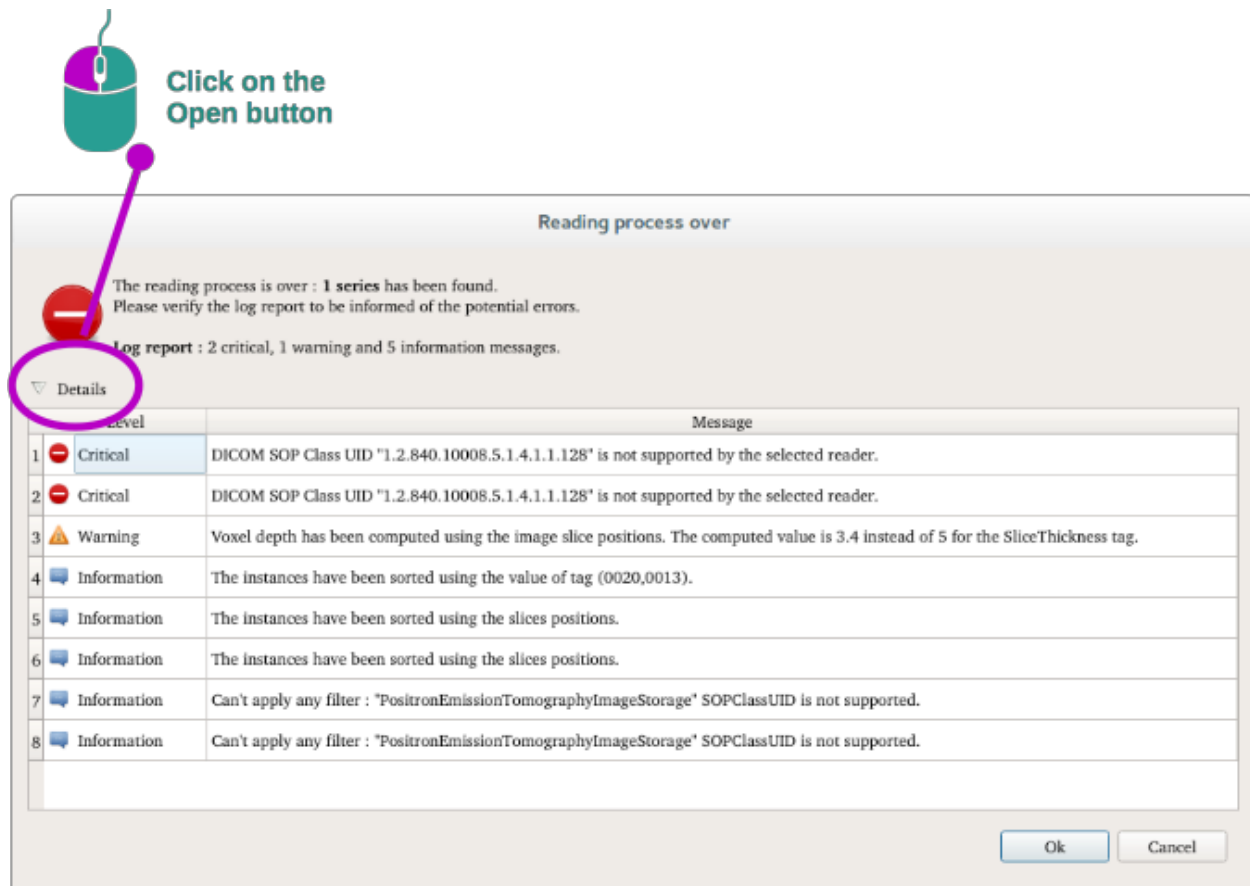 Click on the
Open button
Reading process over
The reading process is over : 1 series has been found.
Please verify the log report to be informed of the potential errors.
Log report : 2 critical, 1 warning and 5 information messages.
Details
Level Message
1 Critical DICOM SOP Class UID "1.2.840.10008.5.1.4.1.1.128" is not supported by the selected reader.
2 Critical DICOM SOP Class UID "1.2.840.10008.5.1.4.1.1.128" is not supported by the selected reader.
3 Warning Voxel depth has been computed using the image slice positions. The computed value is 3.4 instead of 5 for the SliceThickness tag.
4 Information The instances have been sorted using the value of tag (0020,0013).
5 Information The instances have been sorted using the slices positions.
6 Information The instances have been sorted using the slices positions.
7 Information Can't apply any filter : "PositronEmissionTomographyImageStorage" SOPClassUID is not supported.
8 Information Can't apply any filter : "PositronEmissionTomographyImageStorage" SOPClassUID is not supported.
Ok Cancel